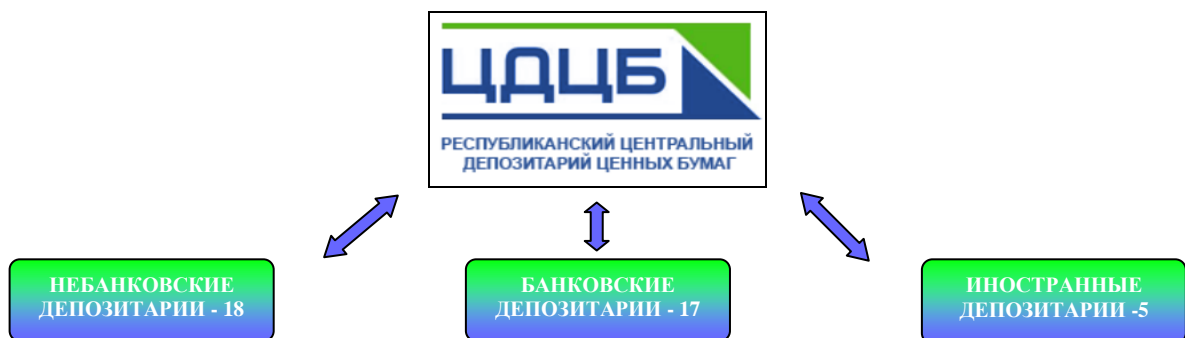 ЦДЦБ
РЕСПУБЛИКАНСКИЙ ЦЕНТРАЛЬНЫЙ
ДЕПОЗИТАРИЙ ЦЕННЫХ БУМАГ
НЕБАНКОВСКИЕ
ДЕПОЗИТАРИИ - 18
БАНКОВСКИЕ
ДЕПОЗИТАРИИ - 17
ИНОСТРАННЫЕ
ДЕПОЗИТАРИИ -5